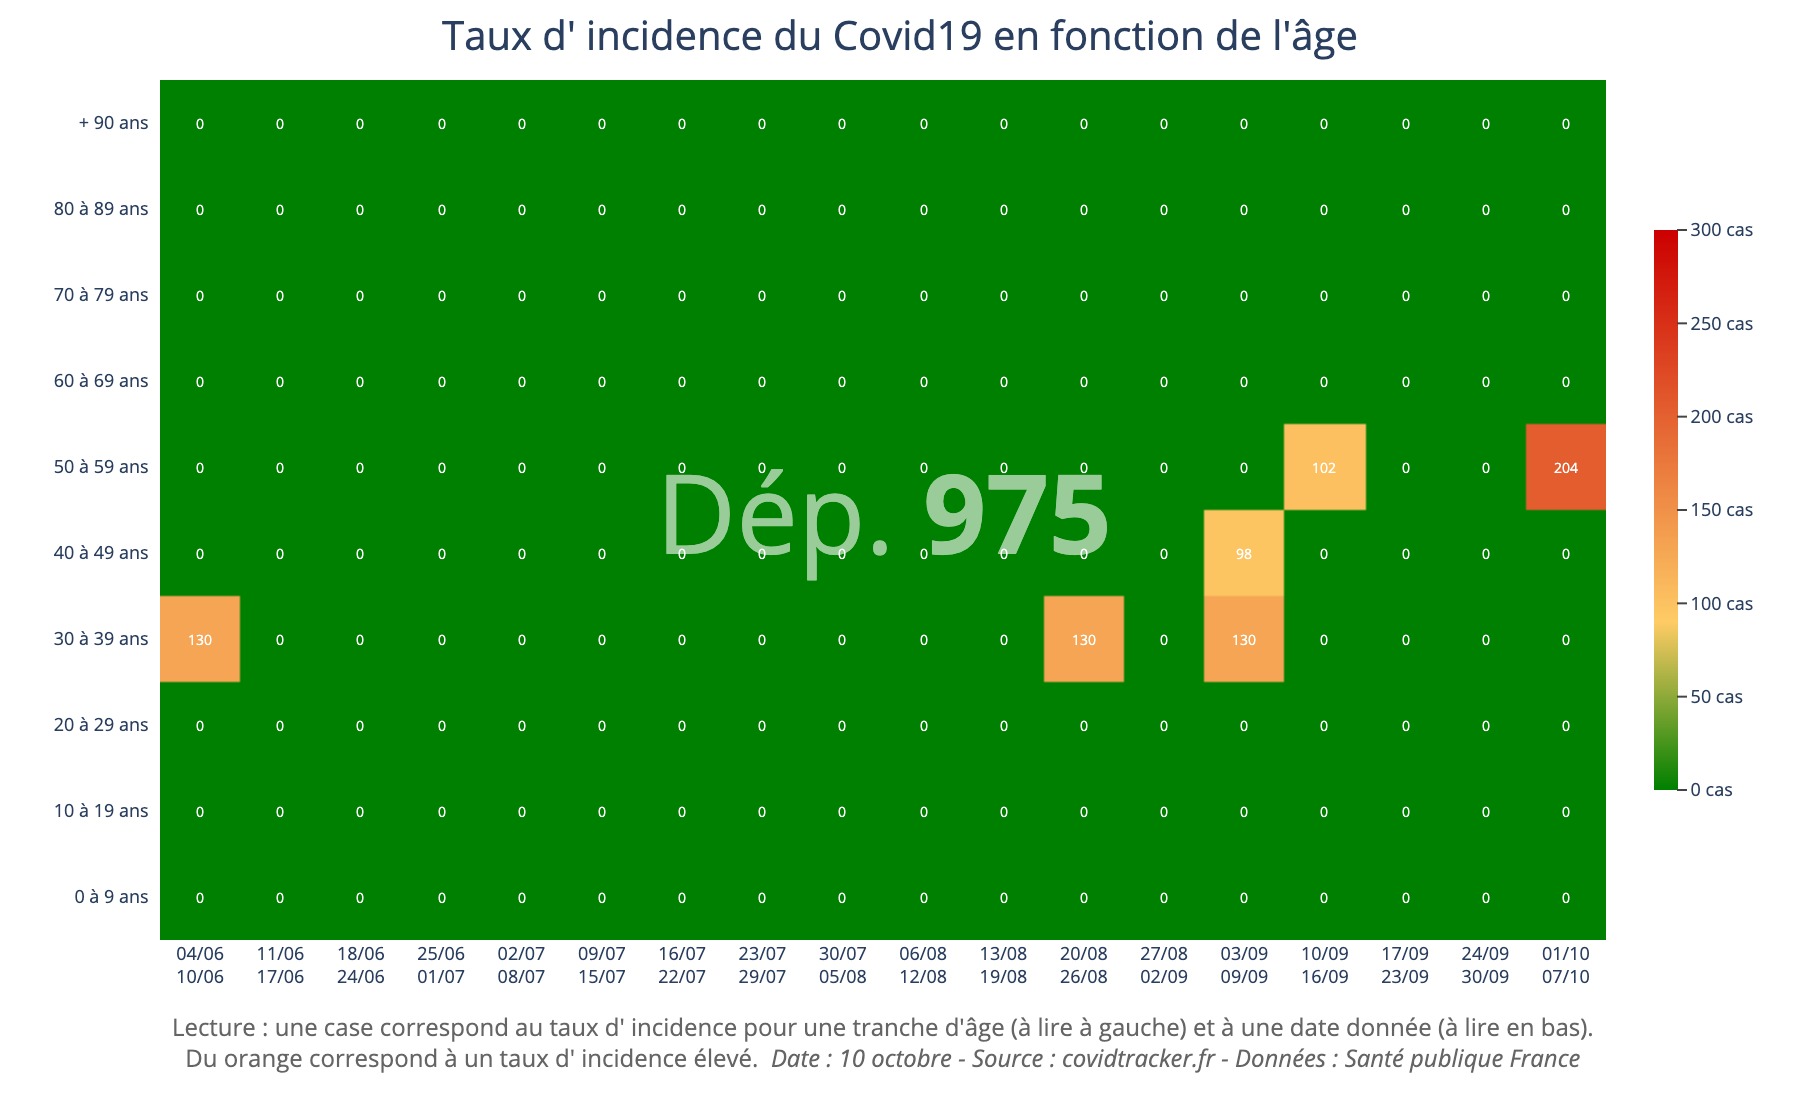 Taux d' incidence du Covid19 en fonction de l'âge
+ 90 ans 0 0 0 0 0 0 0 0 0 0 0 0 0 0 0 0 0 0
80 à 89 ans 0 0 0 0 0 0 0 0 0 0 0 0 0 0 0 0 0 0
300 cas
70 à 79 ans 0 0 0 0 0 0 0 0 0 0 0 0 0 0 0 0 0 0
250 cas
60 à 69 ans 0 0 0 0 0 0 0 0 0 0 0 0 0 0 0 0 0 0
200 cas
50 à 59 ans 0 0 0 0 0 0 0 0 0 0 0 0 0 0 102 0 0 204
150 cas
Dép. 975
40 à 49 ans 0 0 0 0 0 0 0 0 0 0 0 0 0 98 0 0 0 0
100 cas
30 à 39 ans 130 0 0 0 0 0 0 0 0 0 0 130 0 130 0 0 0 0
50 cas
20 à 29 ans 0 0 0 0 0 0 0 0 0 0 0 0 0 0 0 0 0 0
0 cas
10 à 19 ans 0 0 0 0 0 0 0 0 0 0 0 0 0 0 0 0 0 0
0 à 9 ans 0 0 0 0 0 0 0 0 0 0 0 0 0 0 0 0 0 0
04/06 11/06 18/06 25/06 02/07 09/07 16/07 23/07 30/07 06/08 13/08 20/08 27/08 03/09 10/09 17/09 24/09 01/10
10/06 17/06 24/06 01/07 08/07 15/07 22/07 29/07 05/08 12/08 19/08 26/08 02/09 09/09 16/09 23/09 30/09 07/10
Lecture : une case correspond au taux d' incidence pour une tranche d'âge (à lire à gauche) et à une date donnée (à lire en bas).
Du orange correspond à un taux d' incidence élevé. Date : 10 octobre - Source : covidtracker.fr - Données : Santé publique France